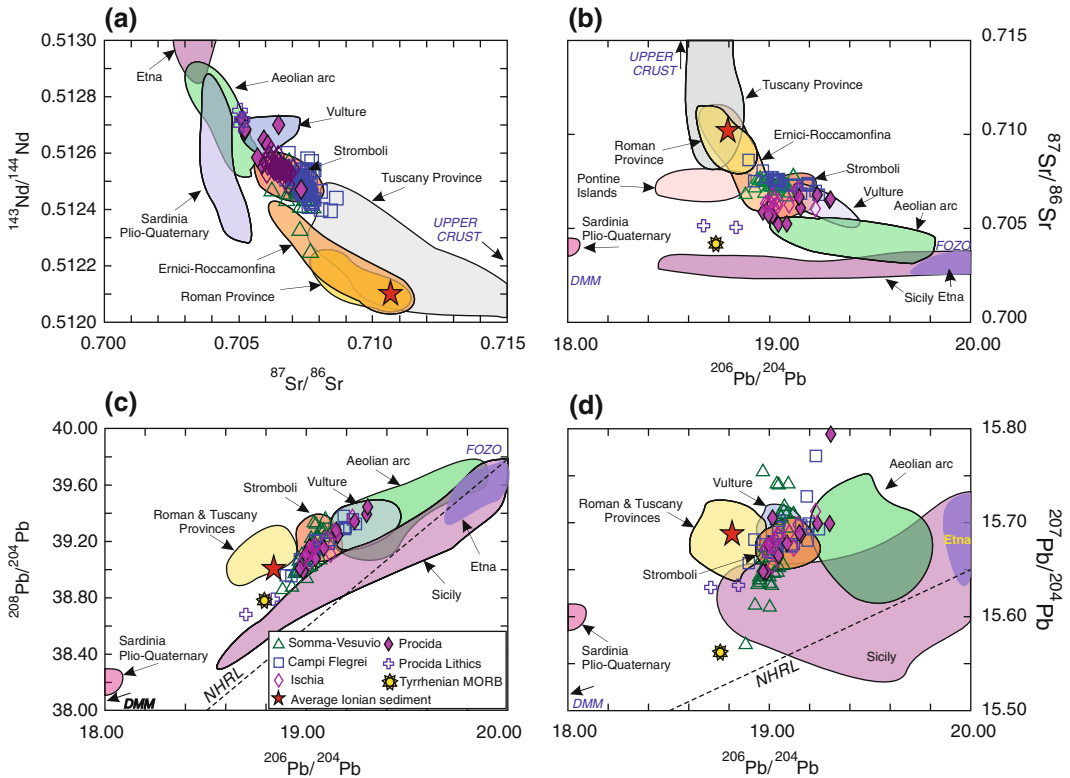 (a)
0.5130
0.5128
0.5126
0.5124
0.5122
0.5120
143Nd/144Nd
0.700
0.705
0.710
0.715
87Sr/86Sr
Etna
Aeolian arc
Vulture
Stromboli
Tuscany Province
Sardinia
Plio-Quaternary
UPPER
CRUST
Ernici-Roccamonfina
Roman Province
(b)
UPPER
CRUST
Tuscany Province
Ernici-Roccamonfina
Roman
Province
Stromboli
Pontine
Islands
Vulture
Sardinia
Plio-Quaternary
Aeolian arc
FOZO
DMM
Sicily
Etna
0.715
0.710
0.705
0.700
87Sr/86Sr
18.00
19.00
20.00
206Pb/204Pb
(c)
40.00
39.60
39.20
38.80
38.40
38.00
208Pb/204Pb
FOZO
Aeolian arc
Vulture
Stromboli
Roman & Tuscany
Provinces
Etna
Sicily
Sardinia
Plio-Quaternary
NHRL
DMM
Somma-Vesuvio
Procida
Campi Flegrei
Procida Lithics
Ischia
Tyrrhenian MORB
Average Ionian sediment
18.00
19.00
20.00
206Pb/204Pb
(d)
Aeolian arc
Vulture
Roman & Tuscany
Provinces
Etna
Stromboli
Sardinia
Plio-Quaternary
Sicily
NHRL
DMM
15.80
15.70
15.60
15.50
207Pb/204Pb
18.00
19.00
20.00
206Pb/204Pb